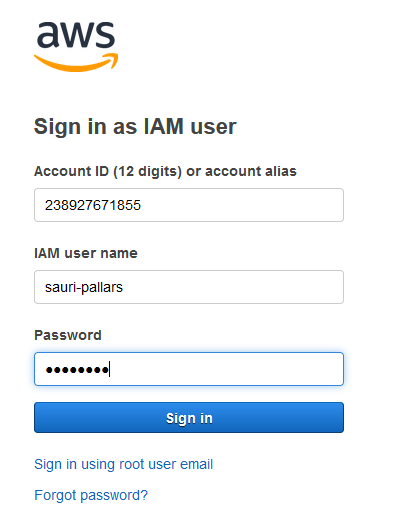 aws
Sign in as IAM user
Account ID (12 digits) or account alias
238927671855
IAM user name
sauri-pallars
Password
••••••••
Sign in
Sign in using root user email
Forgot password?